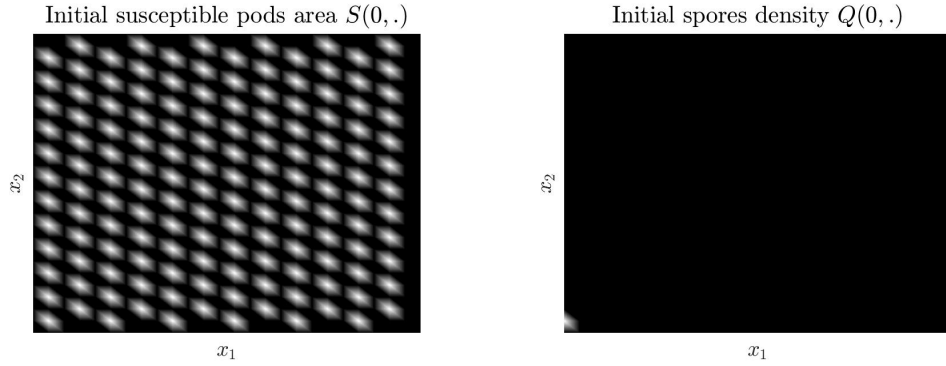 Initial susceptible pods area S(0,.)
x₂
x₁
Initial spores density Q(0,.)
x₂
x₁